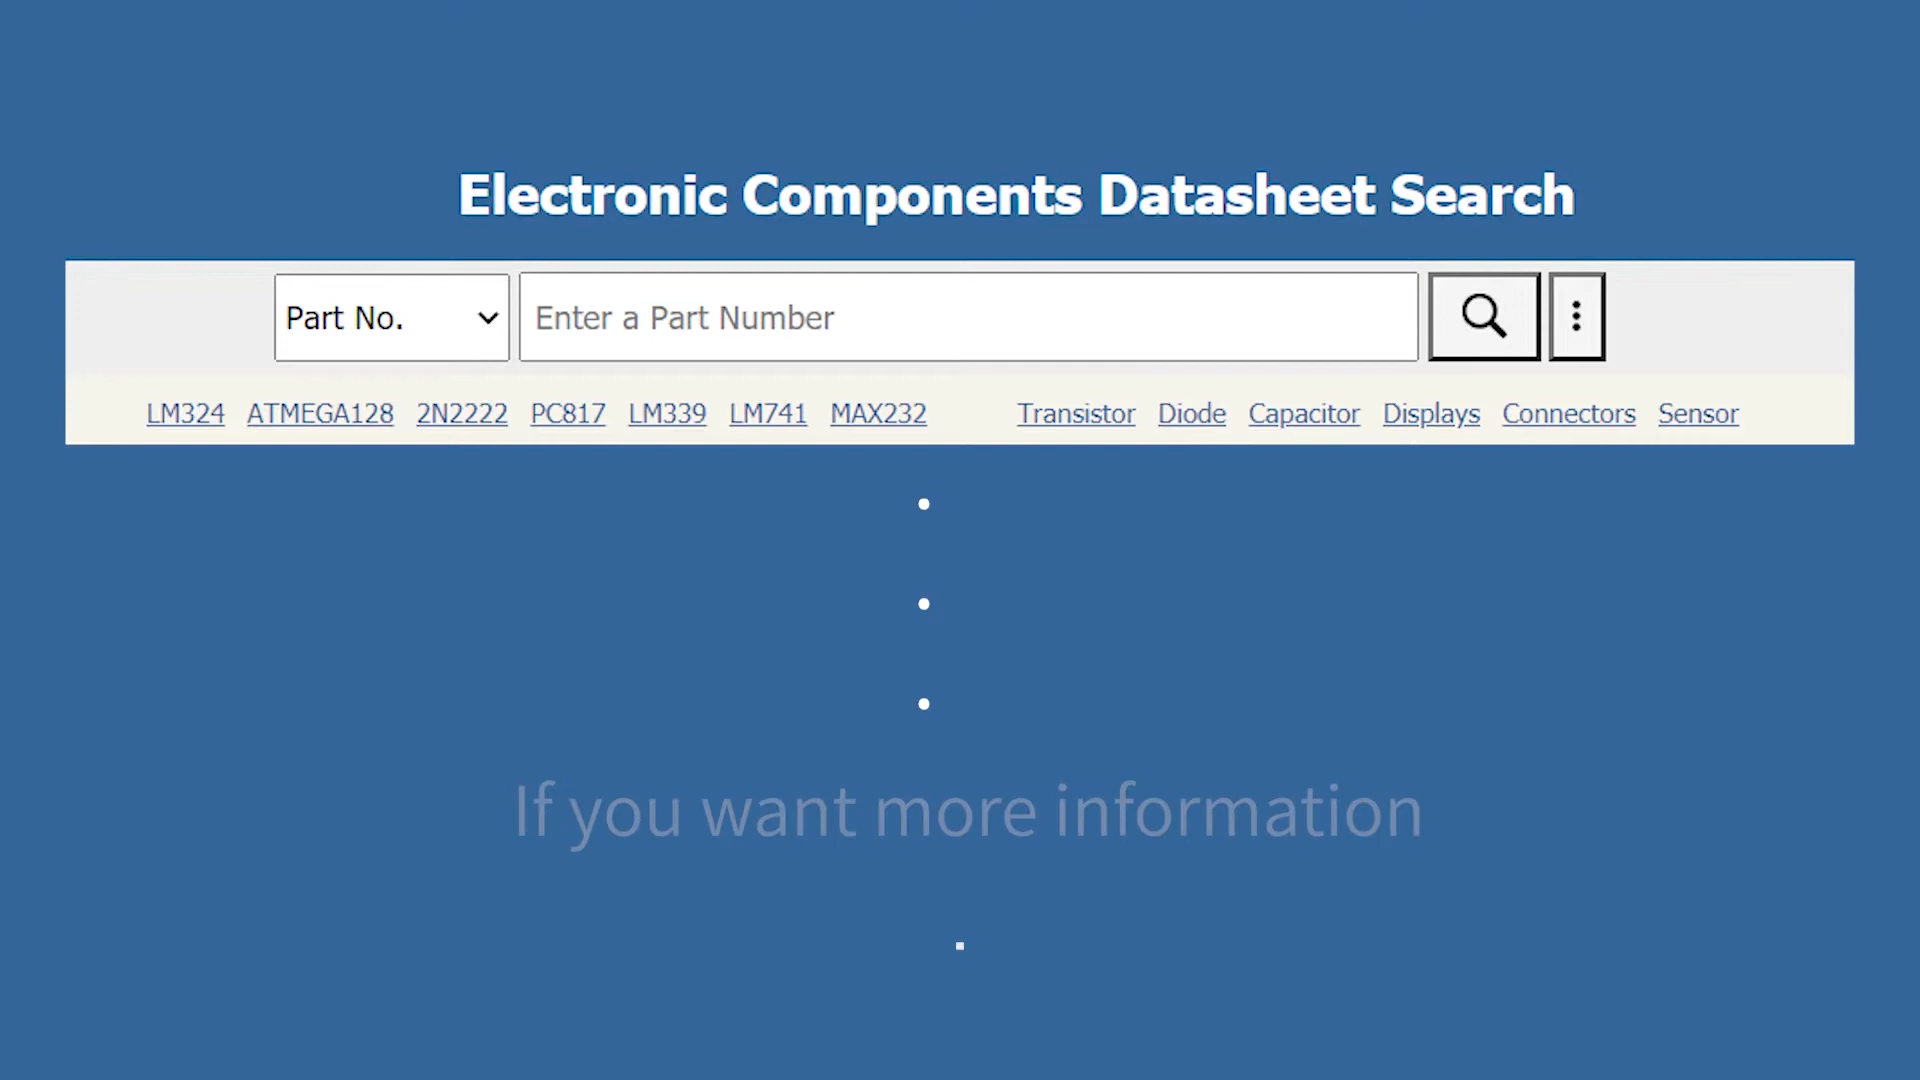 Electronic Components Datasheet Search
Part No. Enter a Part Number
LM324 ATMEGA128 2N2222 PC817 LM339 LM741 MAX232 Transistor Diode Capacitor Displays Connectors Sensor
If you want more information